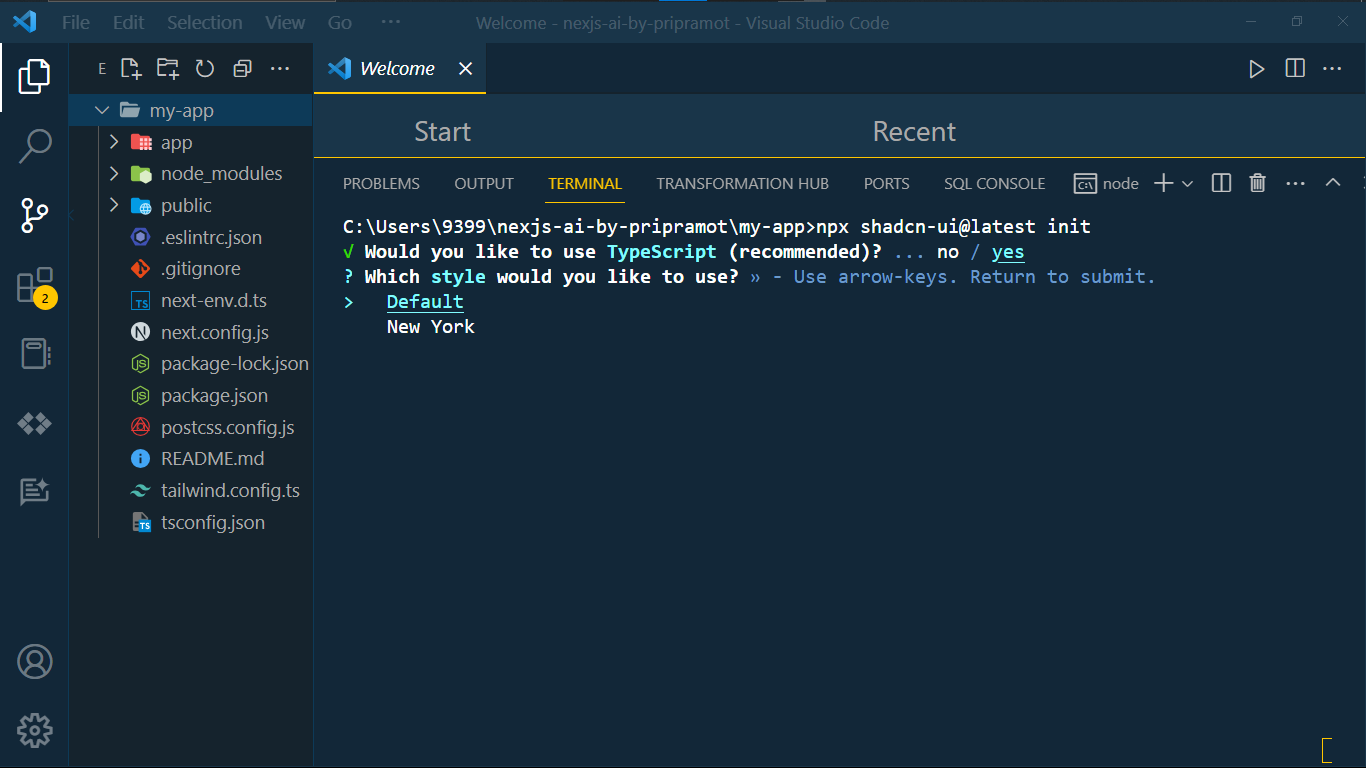 File Edit Selection View Go ··· Welcome - nexjs-ai-by-pripramot - Visual Studio Code
E
Welcome
my-app
app
node_modules
public
.eslintrc.json
.gitignore
next-env.d.ts
next.config.js
package-lock.json
package.json
postcss.config.js
README.md
tailwind.config.ts
tsconfig.json
2
Start Recent
PROBLEMS OUTPUT TERMINAL TRANSFORMATION HUB PORTS SQL CONSOLE node
C:\Users\9399\nexjs-ai-by-pripramot\my-app>npx shadcn-ui@latest init
√ Would you like to use TypeScript (recommended)? ... no / yes
? Which style would you like to use? » - Use arrow-keys. Return to submit.
> Default
New York